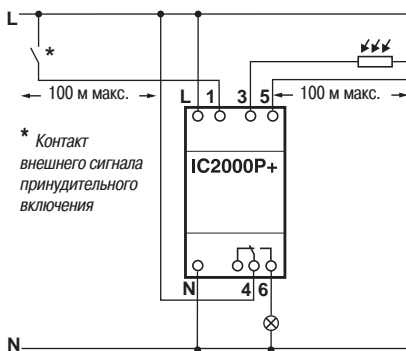 L
*
100 м макс.
L 1 3 5
100 м макс.
* Контакт
внешнего сигнала
принудительного
включения
IC2000P+
N 4 6
N